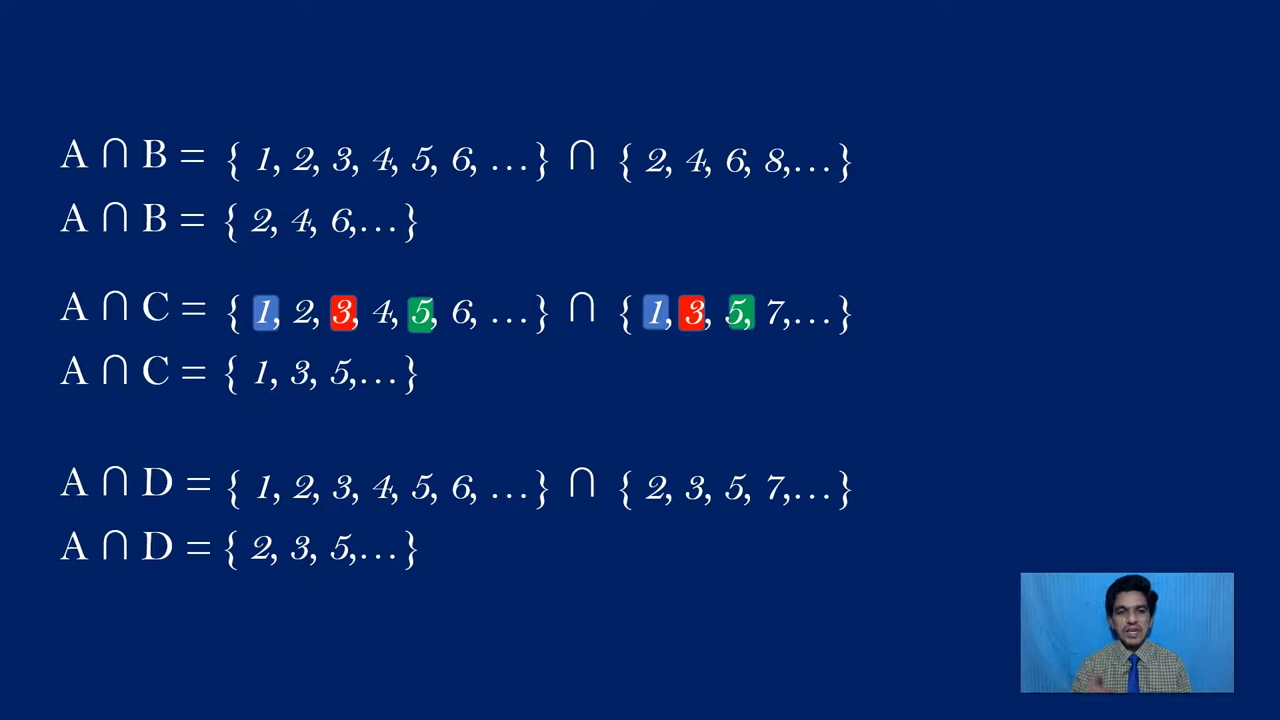 A ∩ B = { 1, 2, 3, 4, 5, 6, …} ∩ { 2, 4, 6, 8,…}
A ∩ B = { 2, 4, 6,…}
A ∩ C = { 1, 2, 3, 4, 5, 6, …} ∩ { 1, 3, 5, 7,…}
A ∩ C = { 1, 3, 5,…}
A ∩ D = { 1, 2, 3, 4, 5, 6, …} ∩ { 2, 3, 5, 7,…}
A ∩ D = { 2, 3, 5,…}